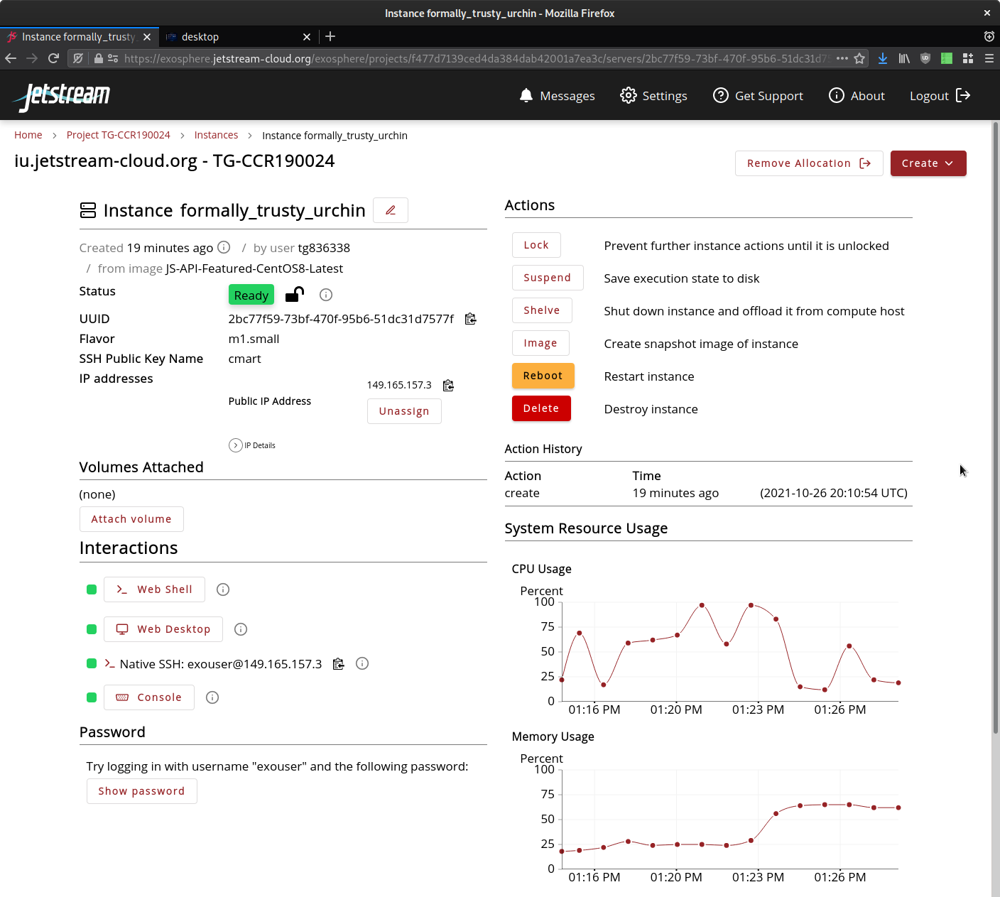 Instance formally_trusty_urchin - Mozilla Firefox
Instance formally_trusty
desktop
https://exosphere.jetstream-cloud.org/exosphere/projects/f477d7139ced4da384dab42001a7ea3c/servers/2bc77f59-73bf-470f-95b6-51dc31d75
Jetstream
Messages
Settings
Get Support
About
Logout
Home > Project TG-CCR190024 > Instances > Instance formally_trusty_urchin
iu.jetstream-cloud.org - TG-CCR190024
Remove Allocation
Create
Instance formally_trusty_urchin
Created 19 minutes ago / by user tg836338
/ from image JS-API-Featured-CentOS8-Latest
Status Ready
UUID 2bc77f59-73bf-470f-95b6-51dc31d7577f
Flavor m1.small
SSH Public Key Name cmart
IP addresses
Public IP Address 149.165.157.3
Unassign
IP Details
Volumes Attached
(none)
Attach volume
Interactions
Web Shell
Web Desktop
Native SSH: exouser@149.165.157.3
Console
Password
Try logging in with username "exouser" and the following password:
Show password
Actions
Lock Prevent further instance actions until it is unlocked
Suspend Save execution state to disk
Shelve Shut down instance and offload it from compute host
Image Create snapshot image of instance
Reboot Restart instance
Delete Destroy instance
Action History
Action Time
create 19 minutes ago (2021-10-26 20:10:54 UTC)
System Resource Usage
CPU Usage
Percent
100
75
50
25
0
01:16 PM 01:20 PM 01:23 PM 01:26 PM
Memory Usage
Percent
100
75
50
25
0
01:16 PM 01:20 PM 01:23 PM 01:26 PM